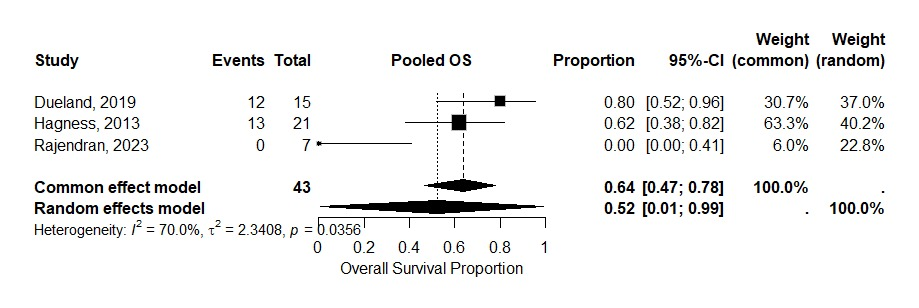 Weight Weight
Study Events Total Pooled OS Proportion 95%-CI (common) (random)
Dueland, 2019 12 15 0.80 [0.52; 0.96] 30.7% 37.0%
Hagness, 2013 13 21 0.62 [0.38; 0.82] 63.3% 40.2%
Rajendran, 2023 0 7 0.00 [0.00; 0.41] 6.0% 22.8%
Common effect model 43 0.64 [0.47; 0.78] 100.0% .
Random effects model 0.52 [0.01; 0.99] . 100.0%
Heterogeneity: I² = 70.0%, τ² = 2.3408, p = 0.0356
0 0.2 0.4 0.6 0.8 1
Overall Survival Proportion